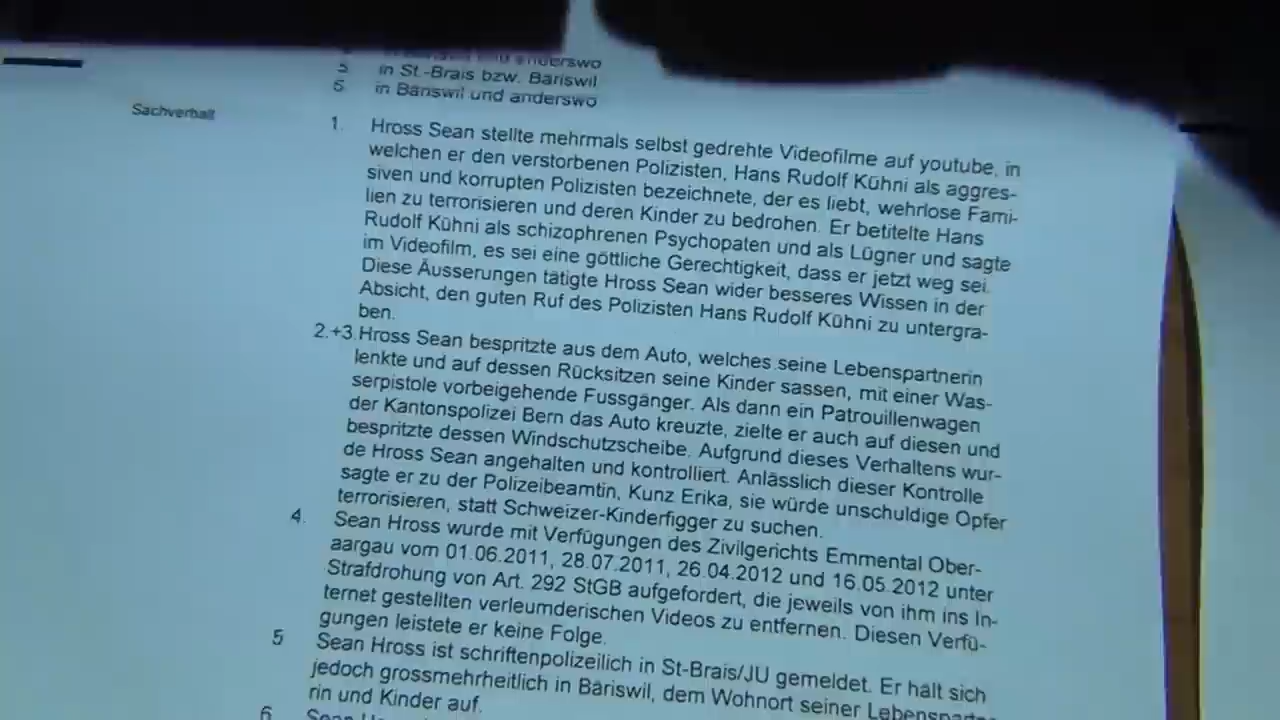 anderswo
5. in St.-Brais bzw. Bäriswil
6. in Bäriswil und anderswo
Sachverhalt
1. Hross Sean stellte mehrmals selbst gedrehte Videofilme auf youtube, in
welchen er den verstorbenen Polizisten, Hans Rudolf Kühni als aggres-
siven und korrupten Polizisten bezeichnete, der es liebt, wehrlose Fami-
lien zu terrorisieren und deren Kinder zu bedrohen. Er betitelte Hans
Rudolf Kühni als schizophrenen Psychopaten und als Lügner und sagte
im Videofilm, es sei eine göttliche Gerechtigkeit, dass er jetzt weg sei.
Diese Äusserungen tätigte Hross Sean wider besseres Wissen in der
Absicht, den guten Ruf des Polizisten Hans Rudolf Kühni zu untergra-
ben.
2.+3. Hross Sean bespritzte aus dem Auto, welches seine Lebenspartnerin
lenkte und auf dessen Rücksitzen seine Kinder sassen, mit einer Was-
serpistole vorbeigehende Fussgänger. Als dann ein Patrouillenwagen
der Kantonspolizei Bern das Auto kreuzte, zielte er auch auf diesen und
bespritzte dessen Windschutzscheibe. Aufgrund dieses Verhaltens wur-
de Hross Sean angehalten und kontrolliert. Anlässlich dieser Kontrolle
sagte er zu der Polizeibeamtin, Kunz Erika, sie würde unschuldige Opfer
terrorisieren, statt Schweizer-Kinderfigger zu suchen.
4. Sean Hross wurde mit Verfügungen des Zivilgerichts Emmental Ober-
aargau vom 01.06.2011, 28.07.2011, 26.04.2012 und 16.05.2012 unter
Strafdrohung von Art. 292 StGB aufgefordert, die jeweils von ihm ins In-
ternet gestellten verleumderischen Videos zu entfernen. Diesen Verfü-
gungen leistete er keine Folge.
5 Sean Hross ist schriftenpolizeilich in St-Brais/JU gemeldet. Er hält sich
jedoch grossmehrheitlich in Bäriswil, dem Wohnort seiner Lebenspartne-
rin und Kinder auf.
6 Sean